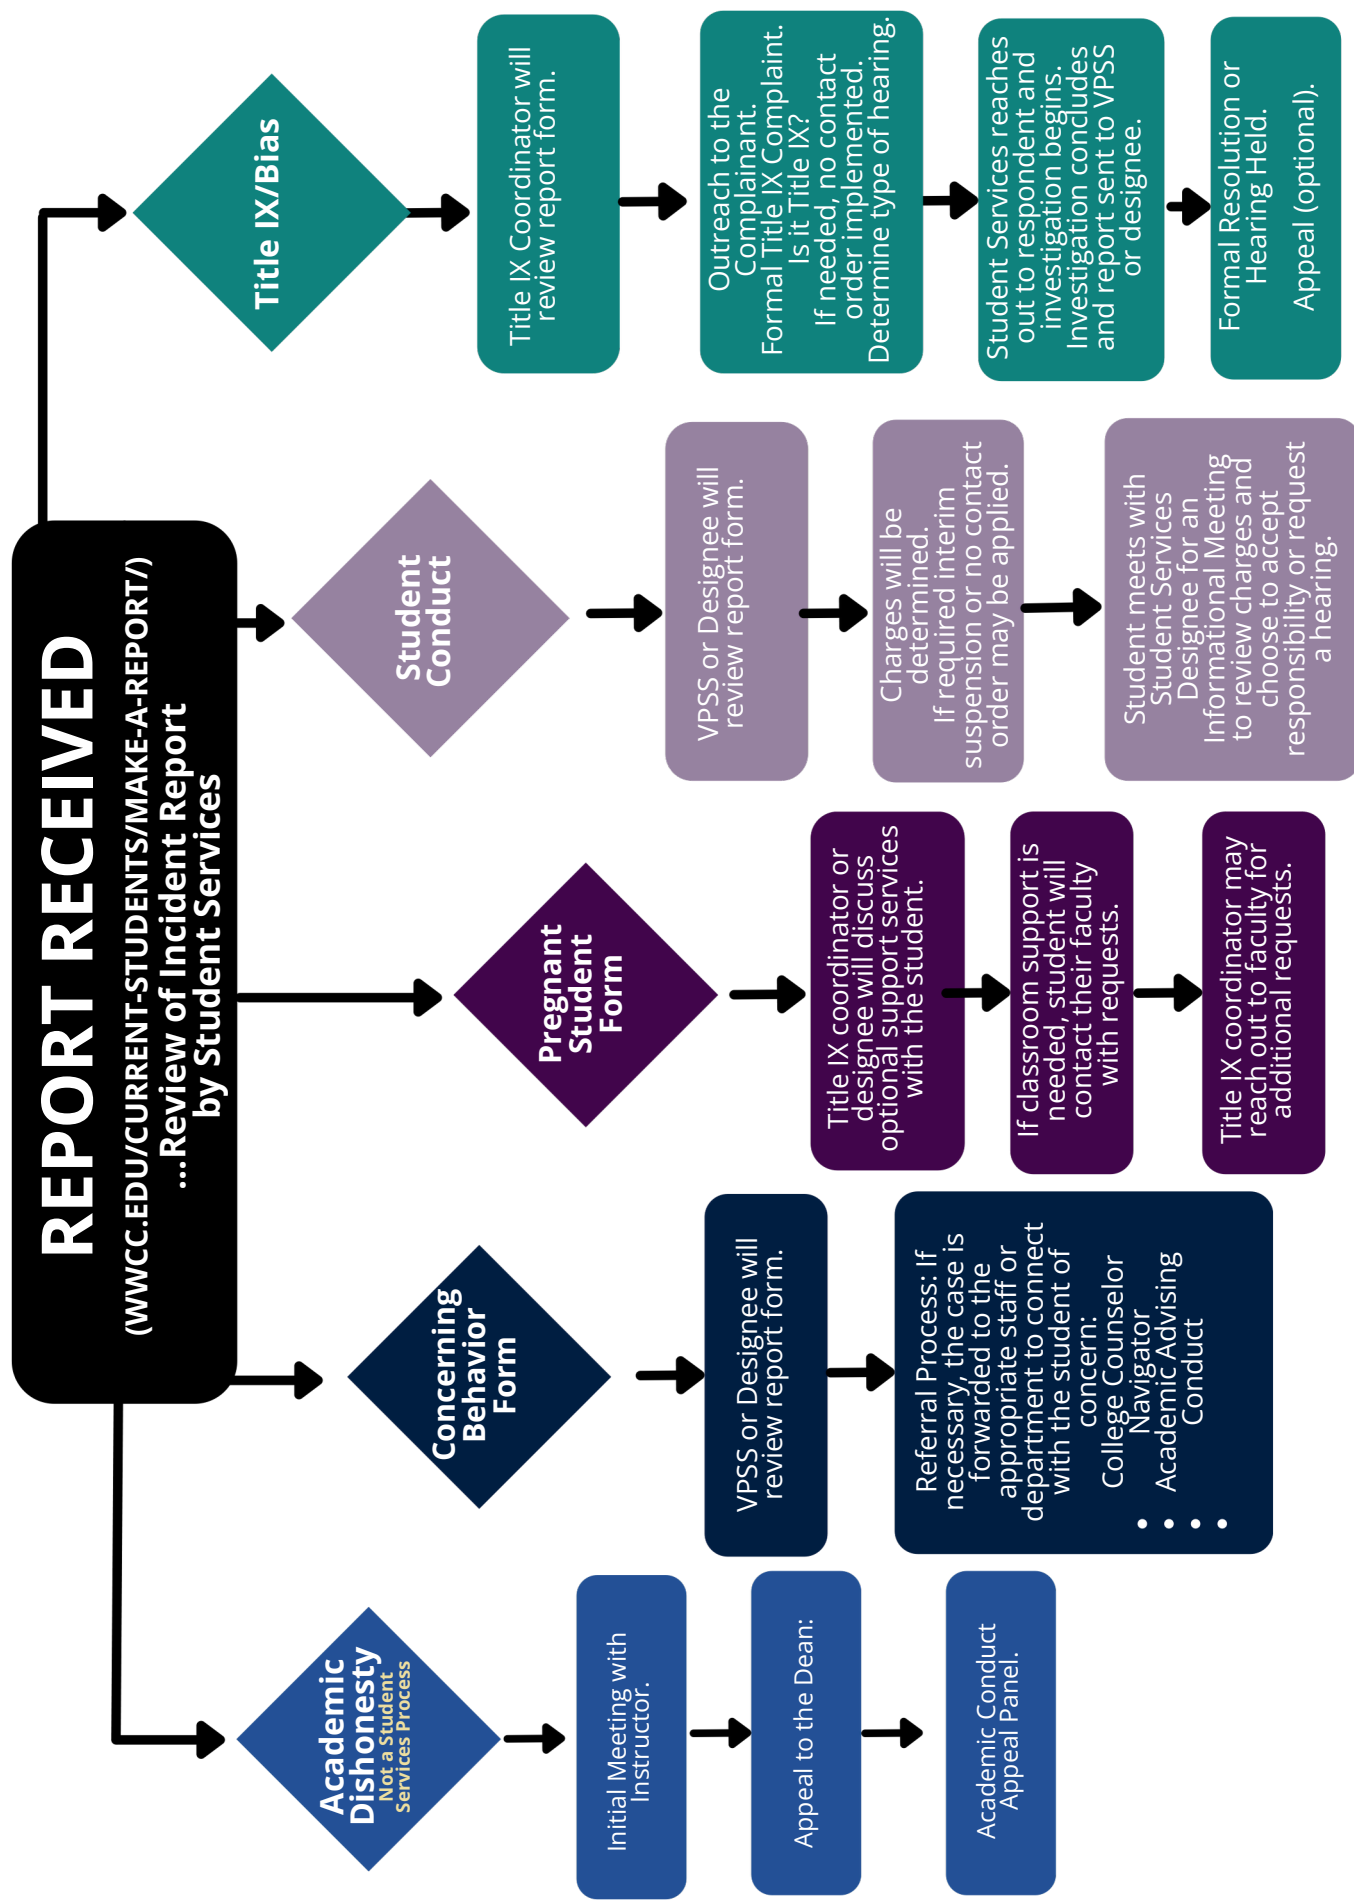 REPORT RECEIVED
(WWCC.EDU/CURRENT-STUDENTS/MAKE-A-REPORT/)
...Review of Incident Report
by Student Services
Academic
Dishonesty
Not a Student
Services Process
Initial Meeting with
Instructor.
Appeal to the Dean:
Academic Conduct
Appeal Panel.
Concerning
Behavior
Form
VPSS or Designee will
review report form.
Referral Process: If
necessary, the case is
forwarded to the
appropriate staff or
department to connect
with the student of
concern:
• College Counselor
• Navigator
• Academic Advising
• Conduct
Pregnant
Student
Form
Title IX coordinator or
designee will discuss
optional support services
with the student.
If classroom support is
needed, student will
contact their faculty
with requests.
Title IX coordinator may
reach out to faculty for
additional requests.
Student
Conduct
VPSS or Designee will
review report form.
Charges will be
determined.
If required interim
suspension or no contact
order may be applied.
Student meets with
Student Services
Designee for an
Informational Meeting
to review charges and
choose to accept
responsibility or request
a hearing.
Title IX/Bias
Title IX Coordinator will
review report form.
Outreach to the
Complainant.
Formal Title IX Complaint.
Is it Title IX?
If needed, no contact
order implemented.
Determine type of hearing.
Student Services reaches
out to respondent and
investigation begins.
Investigation concludes
and report sent to VPSS
or designee.
Formal Resolution or
Hearing Held.
Appeal (optional).